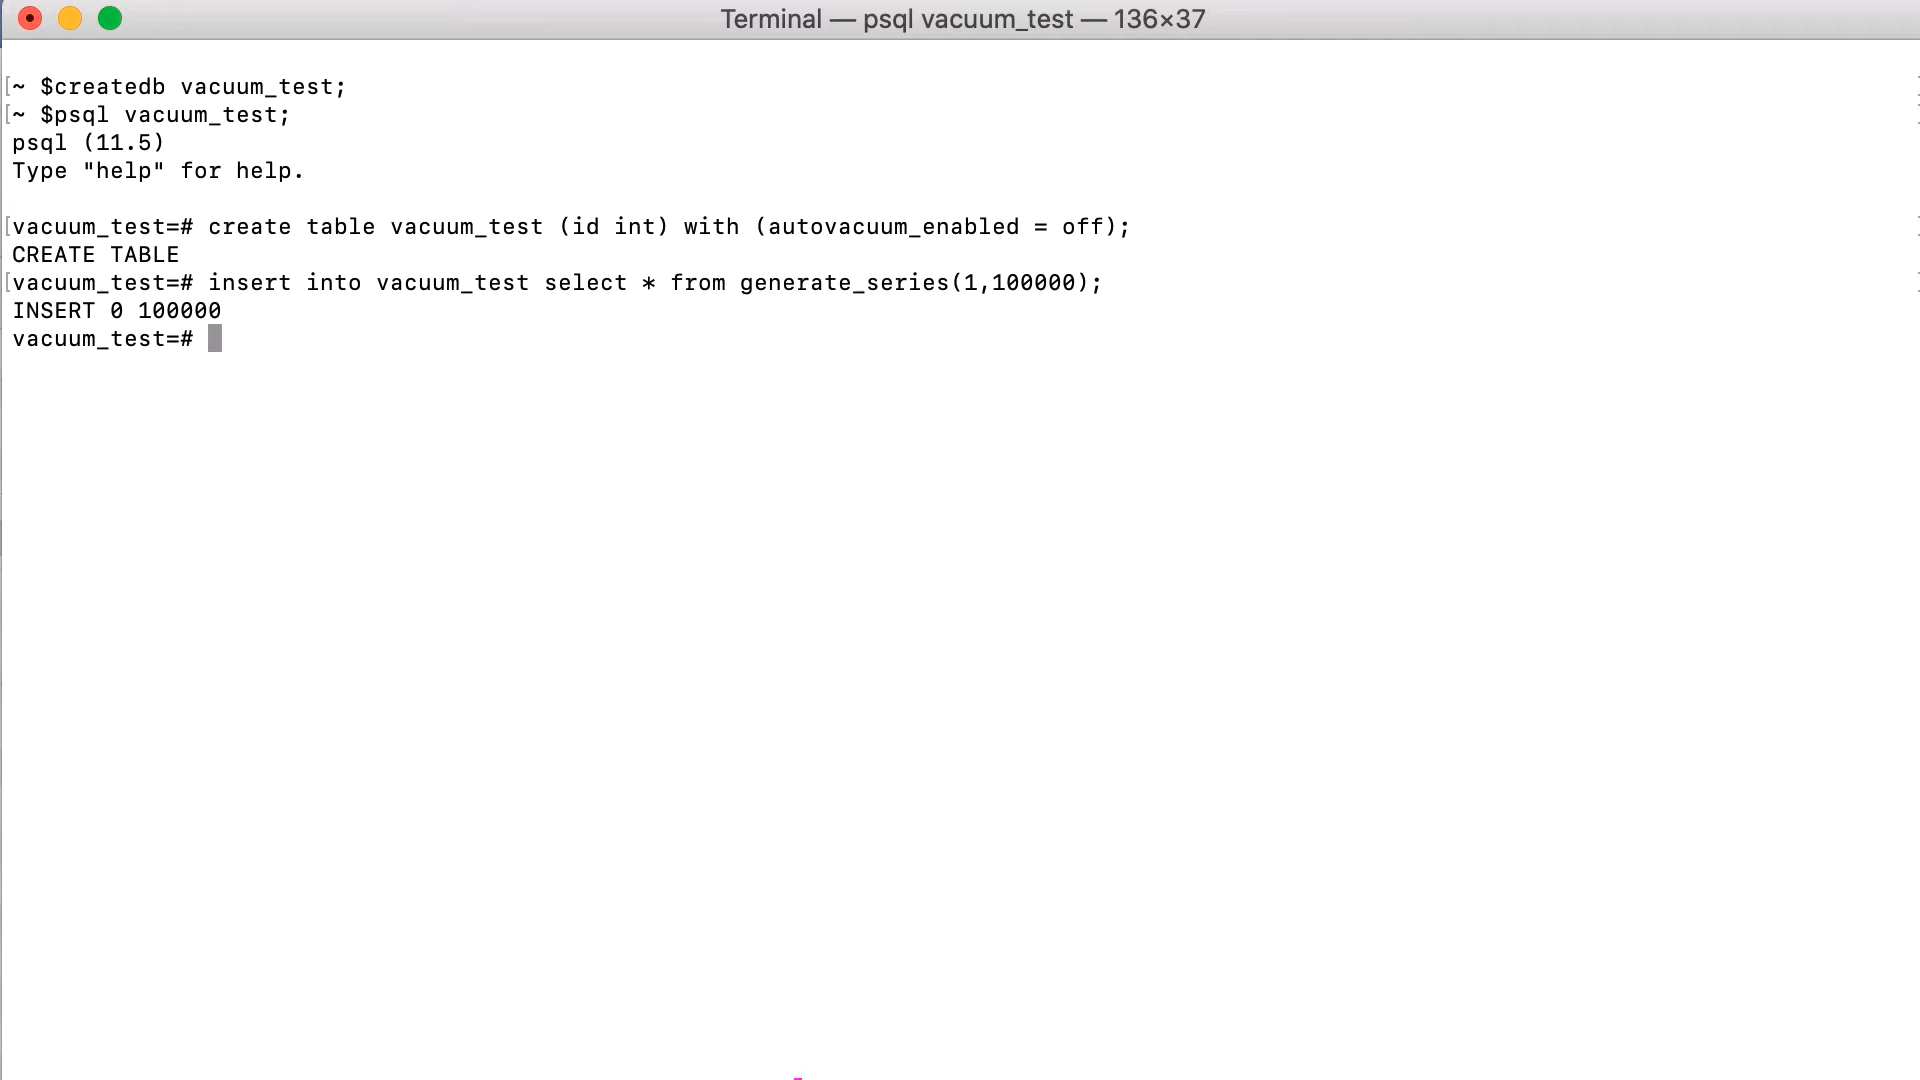 Terminal — psql vacuum_test — 136×37
[~ $createdb vacuum_test;
[~ $psql vacuum_test;
psql (11.5)
Type "help" for help.
[vacuum_test=# create table vacuum_test (id int) with (autovacuum_enabled = off);
CREATE TABLE
[vacuum_test=# insert into vacuum_test select * from generate_series(1,100000);
INSERT 0 100000
vacuum_test=#